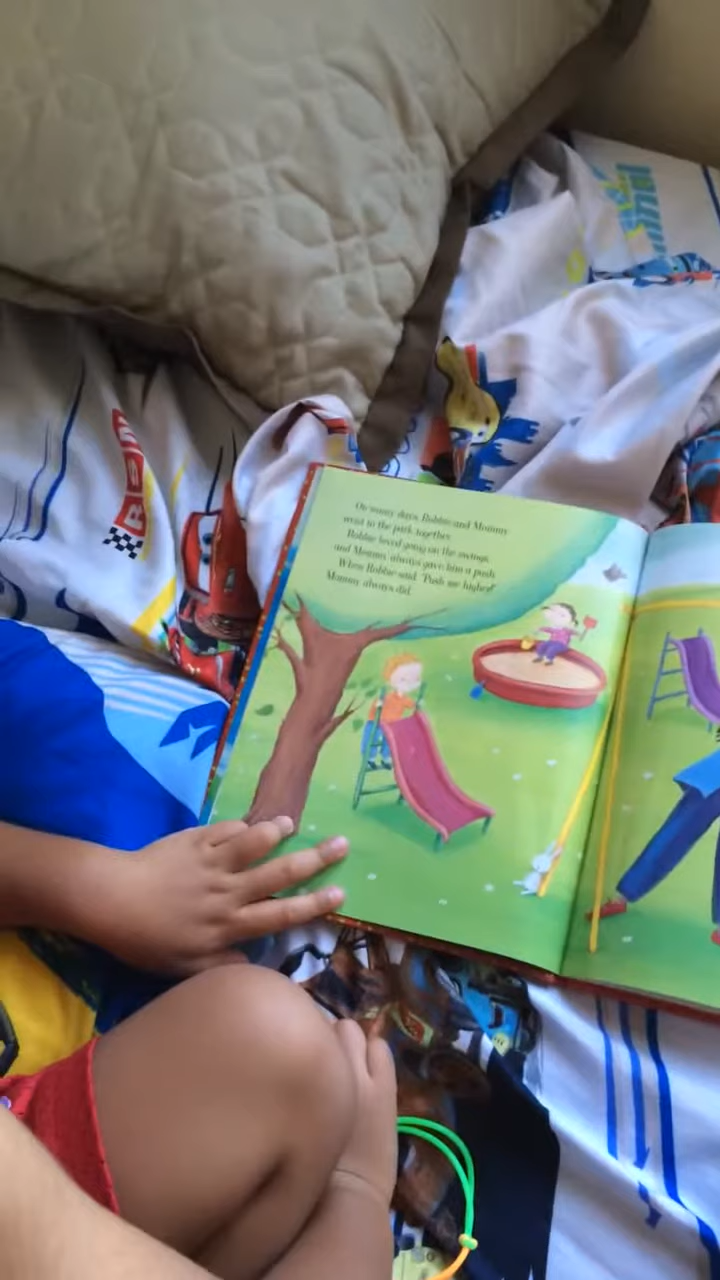 On many days, Robbie and Mommy
went to the park together.
Robbie loved going on the swings,
and Mommy always gave him a push.
When Robbie said, "Push me higher!"
Mommy always did.